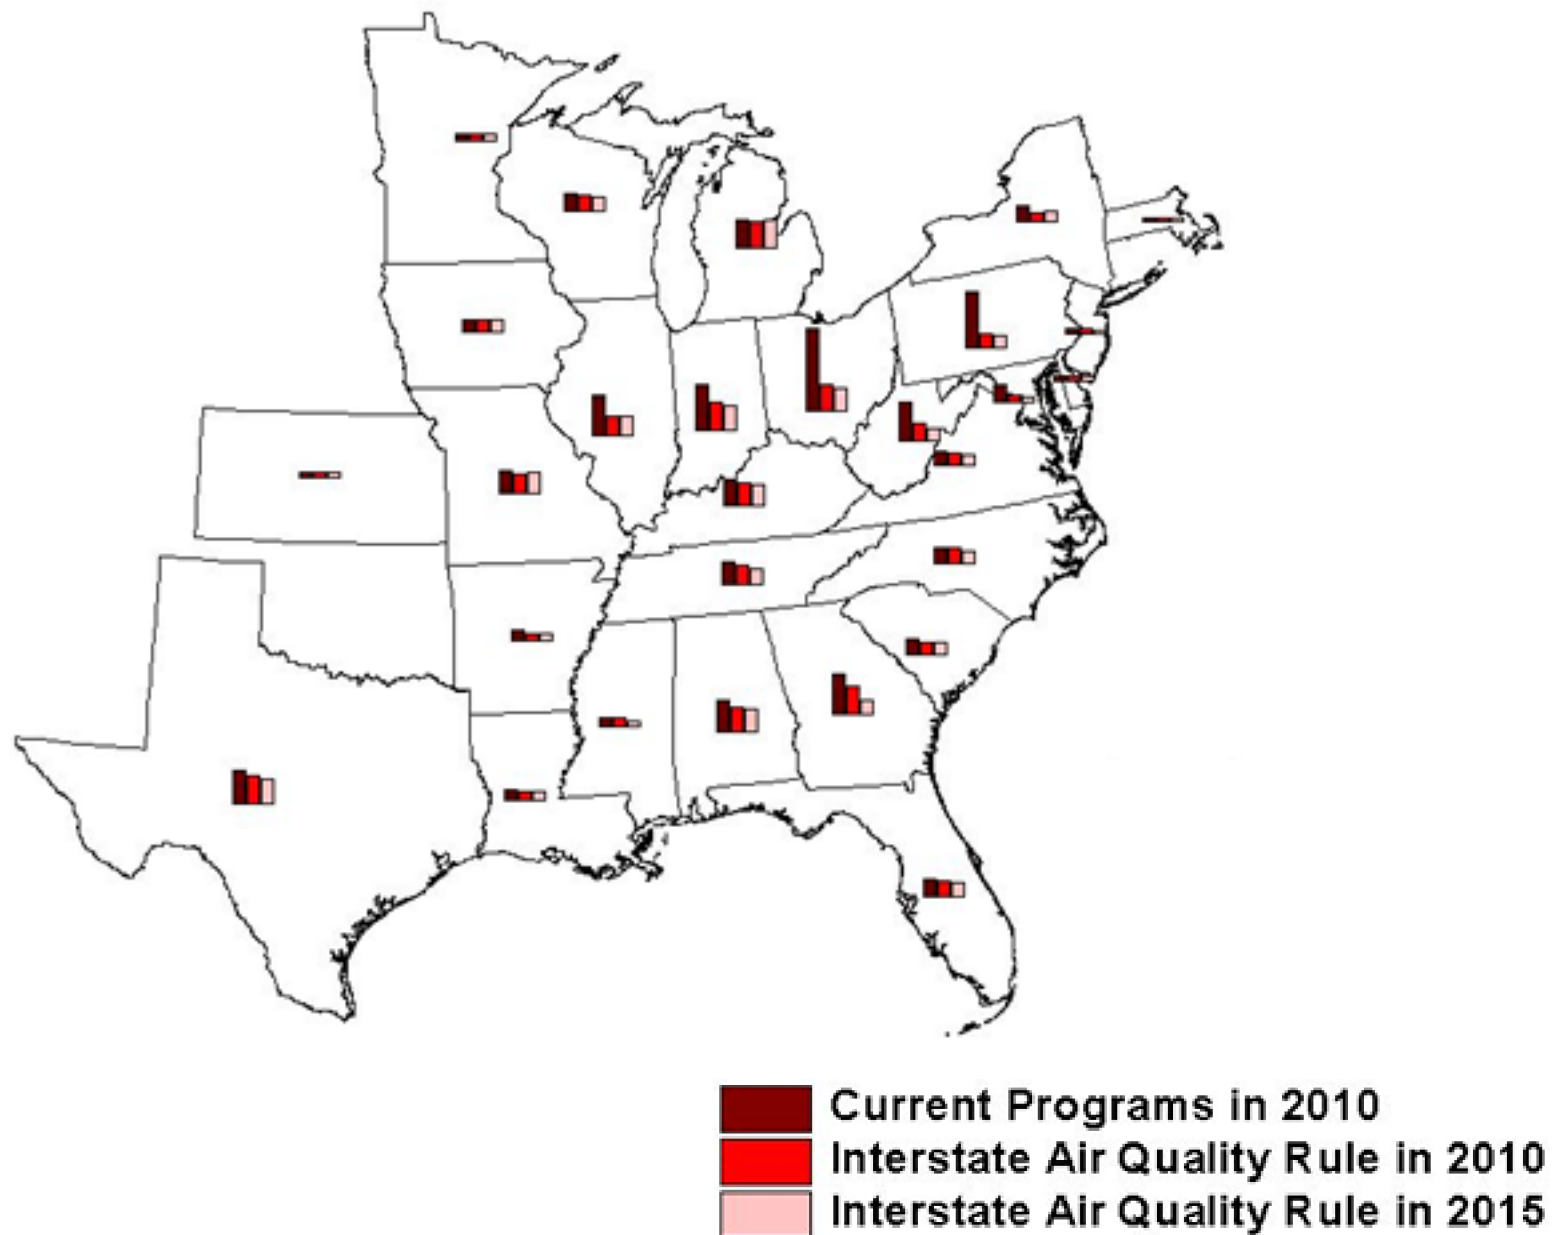 Current Programs in 2010
Interstate Air Quality Rule in 2010
Interstate Air Quality Rule in 2015